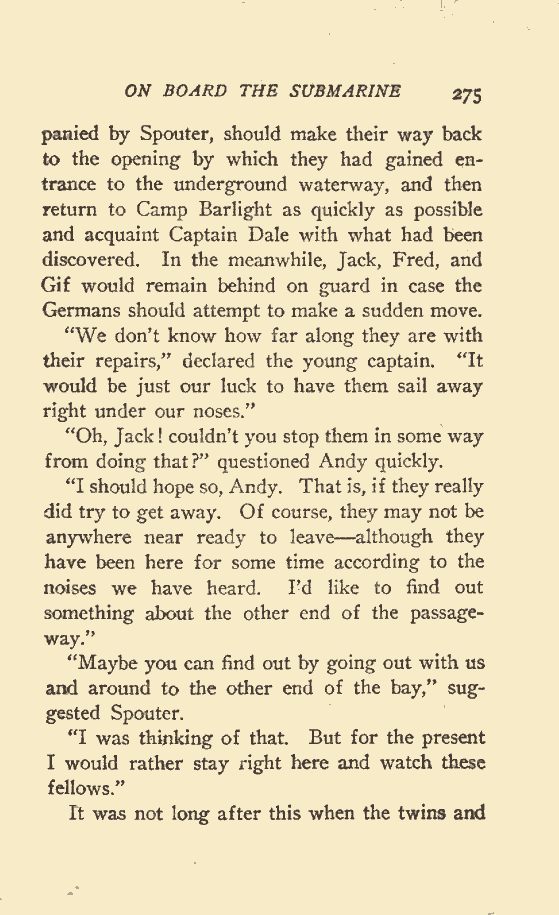 ON BOARD THE SUBMARINE 275
panied by Spouter, should make their way back
to the opening by which they had gained en-
trance to the underground waterway, and then
return to Camp Barlight as quickly as possible
and acquaint Captain Dale with what had been
discovered. In the meanwhile, Jack, Fred, and
Gif would remain behind on guard in case the
Germans should attempt to make a sudden move.
"We don't know how far along they are with
their repairs," declared the young captain. "It
would be just our luck to have them sail away
right under our noses."
"Oh, Jack! couldn't you stop them in some way
from doing that?" questioned Andy quickly.
"I should hope so, Andy. That is, if they really
did try to get away. Of course, they may not be
anywhere near ready to leave—although they
have been here for some time according to the
noises we have heard. I'd like to find out
something about the other end of the passage-
way."
"Maybe you can find out by going out with us
and around to the other end of the bay," sug-
gested Spouter.
"I was thinking of that. But for the present
I would rather stay right here and watch these
fellows."
It was not long after this when the twins and